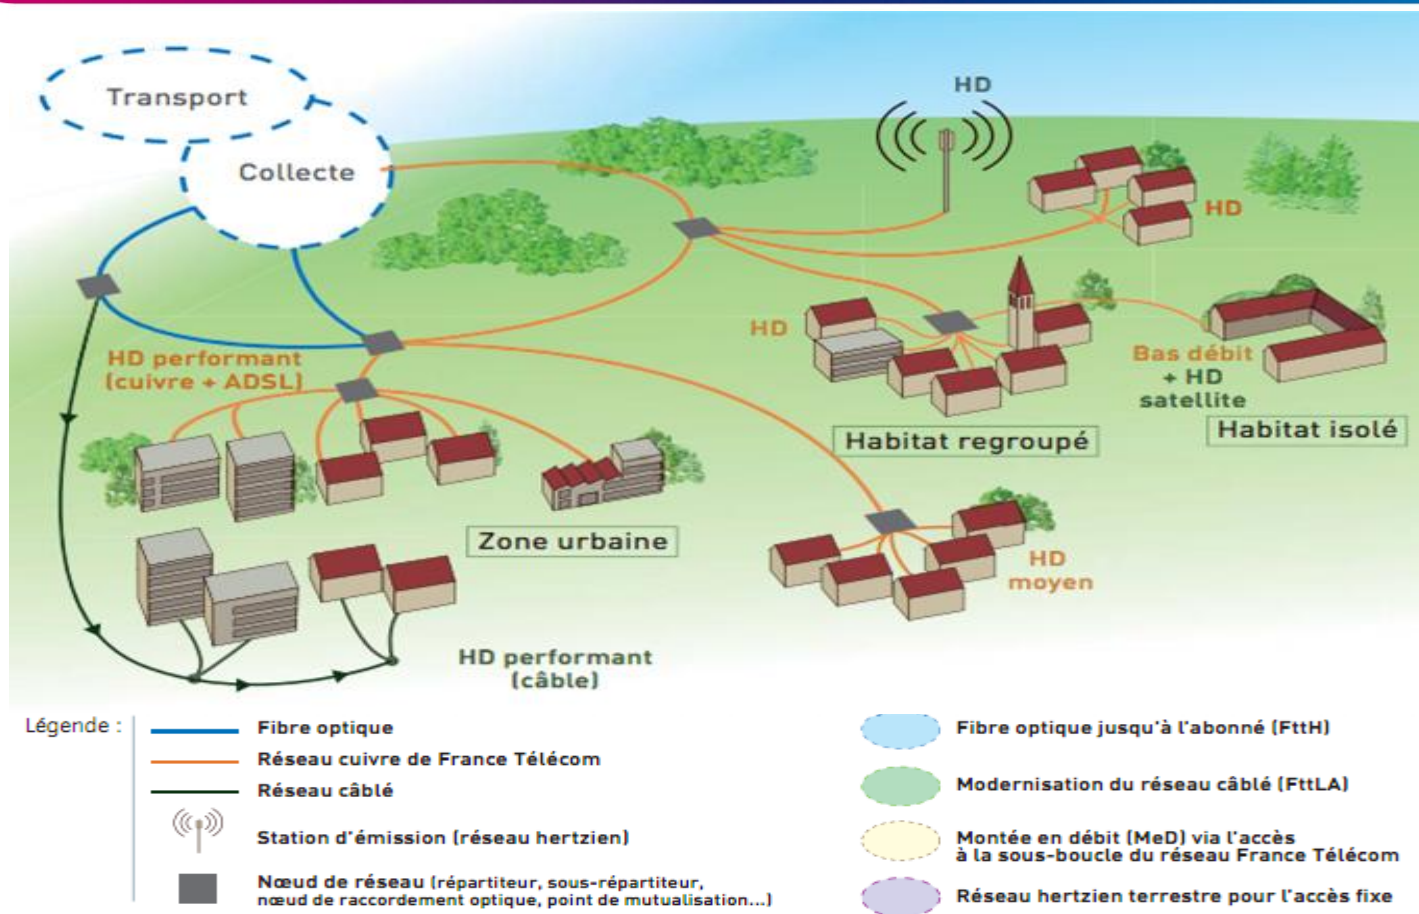 Transport
Collecte
HD
HD
HD
HD performant
(cuivre + ADSL)
Bas débit
+ HD
satellite
Habitat isolé
Habitat regroupé
Zone urbaine
HD
moyen
HD performant
(câble)
Légende :
Fibre optique
Réseau cuivre de France Télécom
Réseau câblé
Station d'émission (réseau hertzien)
Nœud de réseau (répartiteur, sous-répartiteur,
nœud de raccordement optique, point de mutualisation...)
Fibre optique jusqu'à l'abonné (FttH)
Modernisation du réseau câblé (FttLA)
Montée en débit (MeD) via l'accès
à la sous-boucle du réseau France Télécom
Réseau hertzien terrestre pour l'accès fixe